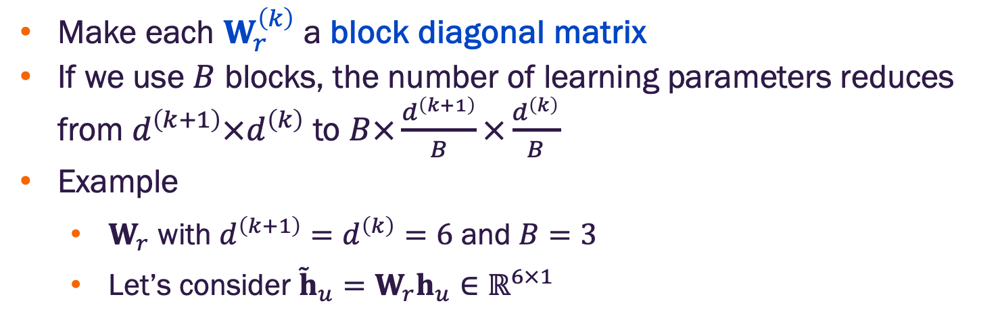 • Make each $\mathbf{W}_r^{(k)}$ a block diagonal matrix
• If we use $B$ blocks, the number of learning parameters reduces
from $d^{(k+1)} \times d^{(k)}$ to $B \times \frac{d^{(k+1)}}{B} \times \frac{d^{(k)}}{B}$
• Example
• $\mathbf{W}_r$ with $d^{(k+1)} = d^{(k)} = 6$ and $B = 3$
• Let's consider $\tilde{\mathbf{h}}_u = \mathbf{W}_r \mathbf{h}_u \in \mathbb{R}^{6 \times 1}$